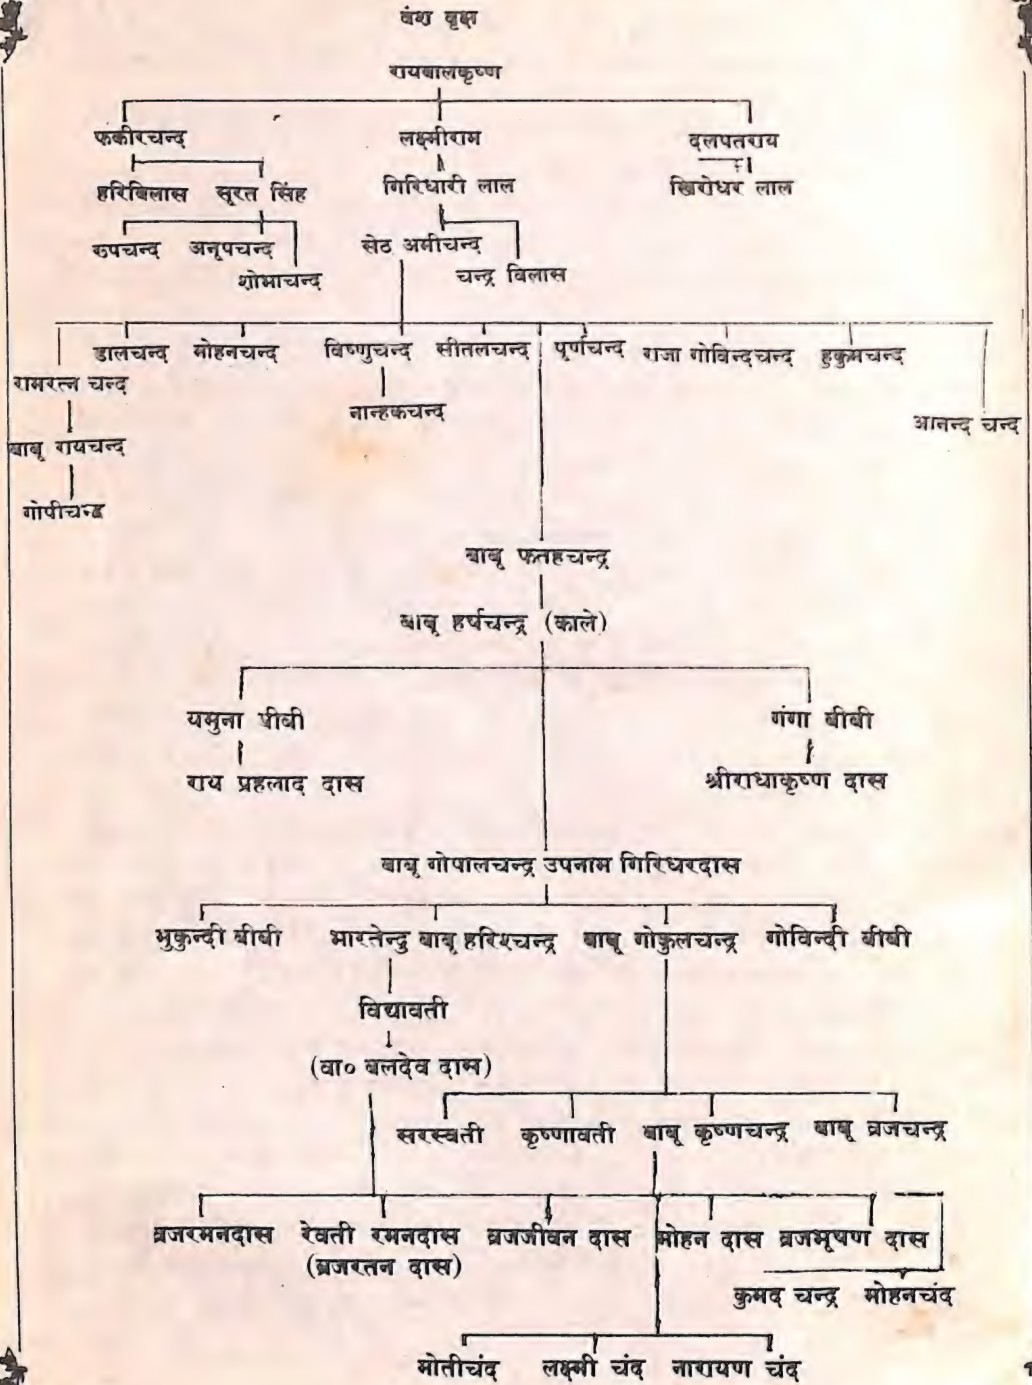 वंश वृक्ष
रायबालकृष्ण
फकीरचन्द लक्ष्मीराम दलपतराय
हरिबिलास सूरत सिंह गिरिधारी लाल खिरोधर लाल
रुपचन्द अनूपचन्द सेठ अमीचन्द
शोभाचन्द चन्द्र विलास
डालचन्द मोहनचन्द विष्णुचन्द सीतलचन्द पूर्णचन्द राजा गोविन्दचन्द हुकुमचन्द
रामरत्न चन्द
नान्हकचन्द आनन्द चन्द
बाबू रायचन्द
गोपीचन्द
बाबू फतहचन्द्र
बाबू हर्षचन्द्र (काले)
यमुना बीबी गंगा बीबी
राय प्रहलाद दास श्रीराधाकृष्ण दास
बाबू गोपालचन्द्र उपनाम गिरिधरदास
भुकुन्दी बीबी भारतेन्दु बाबू हरिश्चन्द्र बाबू गोकुलचन्द्र गोविन्दी बीबी
विद्यावती
(वा० बलदेव दास)
सरस्वती कृष्णावती बाबू कृष्णचन्द्र बाबू व्रजचन्द्र
व्रजरमनदास रेवती रमनदास व्रजजीवन दास मोहन दास व्रजभूषण दास
(ब्रजरतन दास)
कुमद चन्द्र मोहनचंद
मोतीचंद लक्ष्मी चंद नारायण चंद